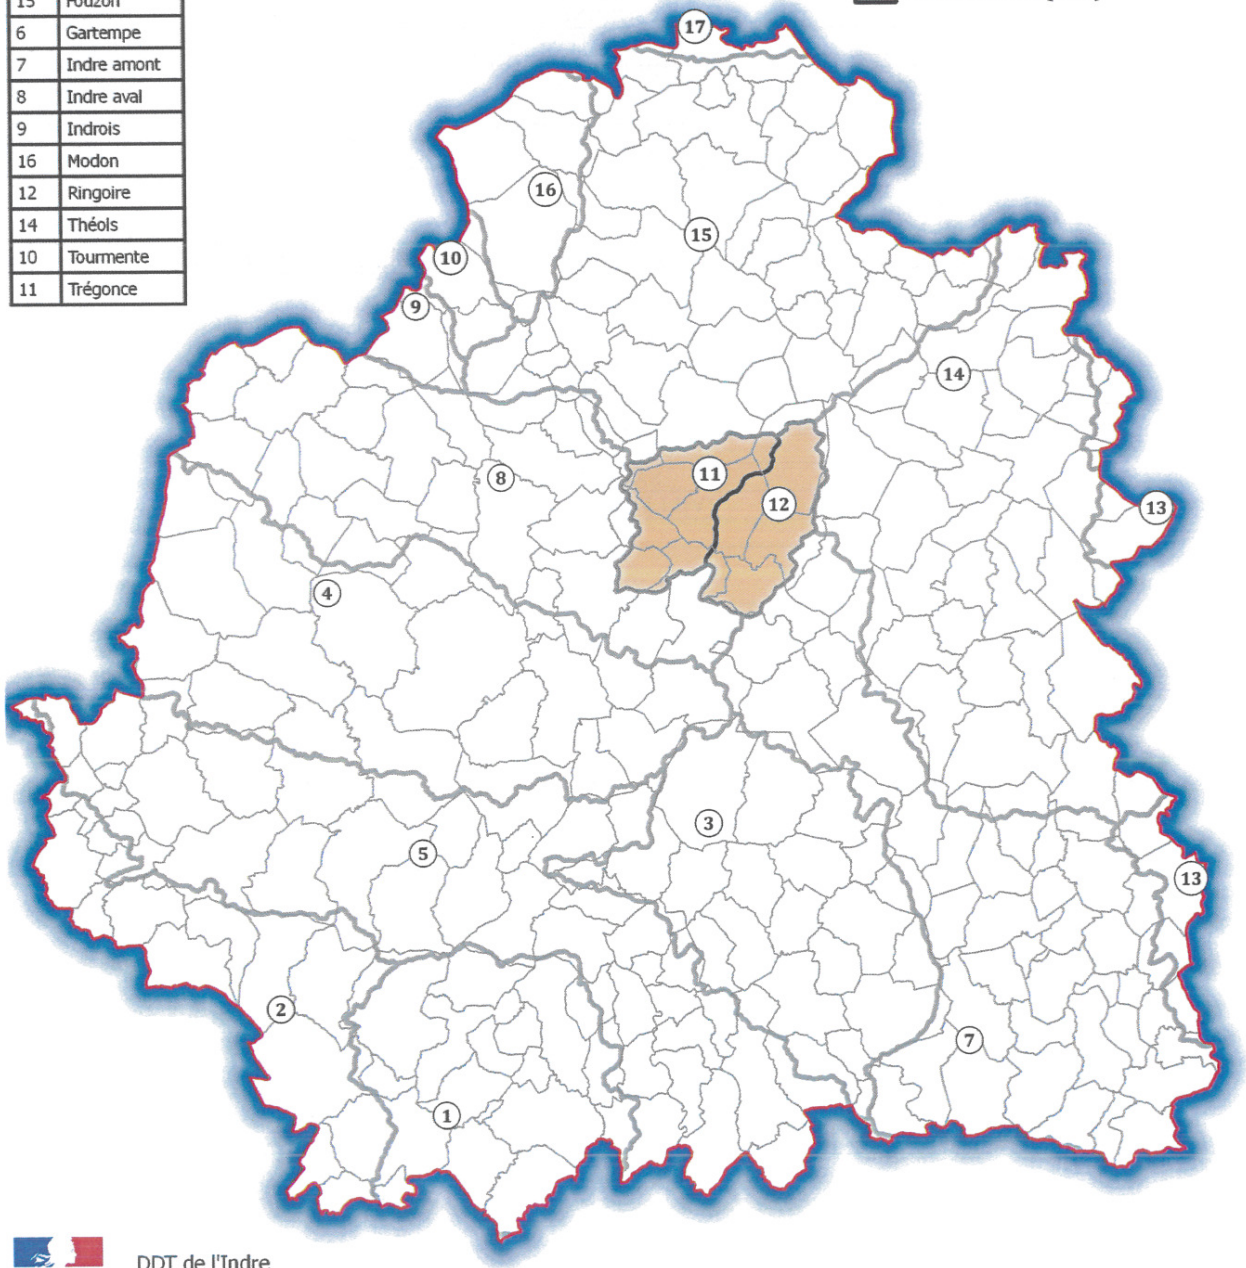 15 Fouzon
6 Gartempe
7 Indre amont
8 Indre aval
9 Indrois
16 Modon
12 Ringoire
14 Théols
10 Tourmente
11 Trégonce
17
16
15
10
9
14
11
8
12
13
4
3
5
13
2
7
1
DDT de l'Indre